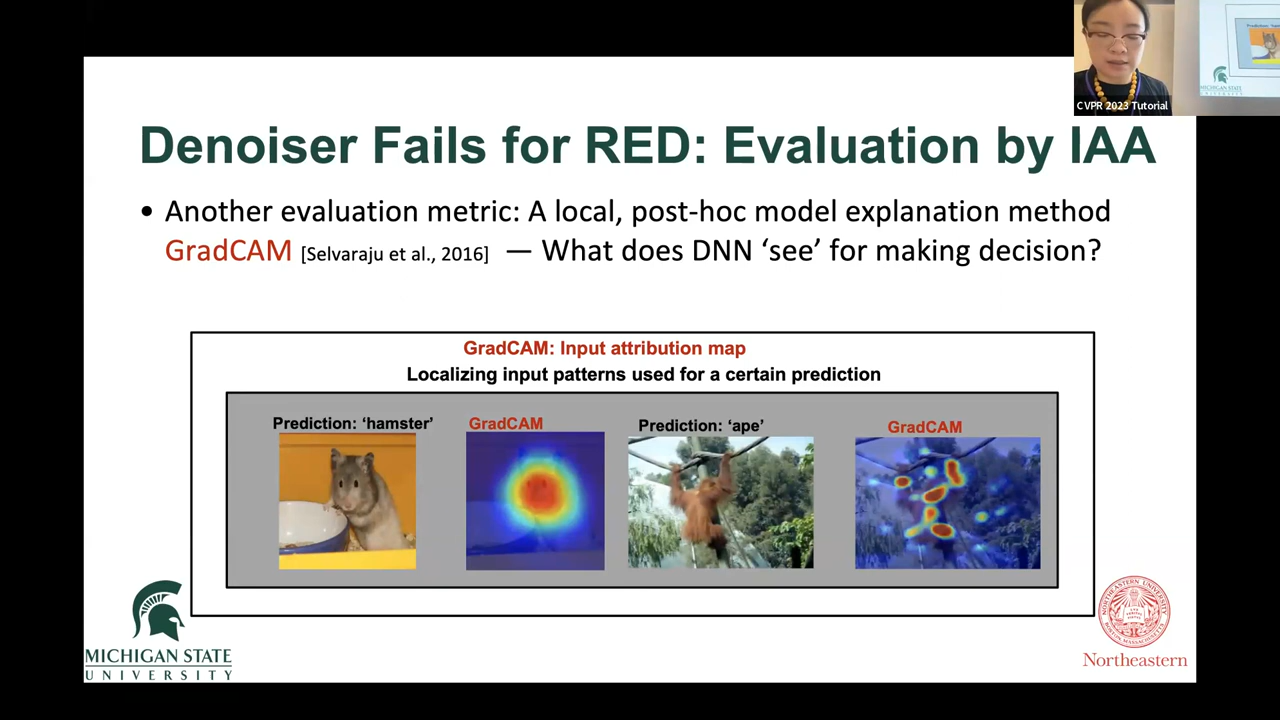 CVPR 2023 Tutorial
Denoiser Fails for RED: Evaluation by IAA
• Another evaluation metric: A local, post-hoc model explanation method
GradCAM [Selvaraju et al., 2016] — What does DNN ‘see’ for making decision?
GradCAM: Input attribution map
Localizing input patterns used for a certain prediction
Prediction: ‘hamster’
GradCAM
Prediction: ‘ape’
GradCAM
MICHIGAN STATE
UNIVERSITY
Northeastern